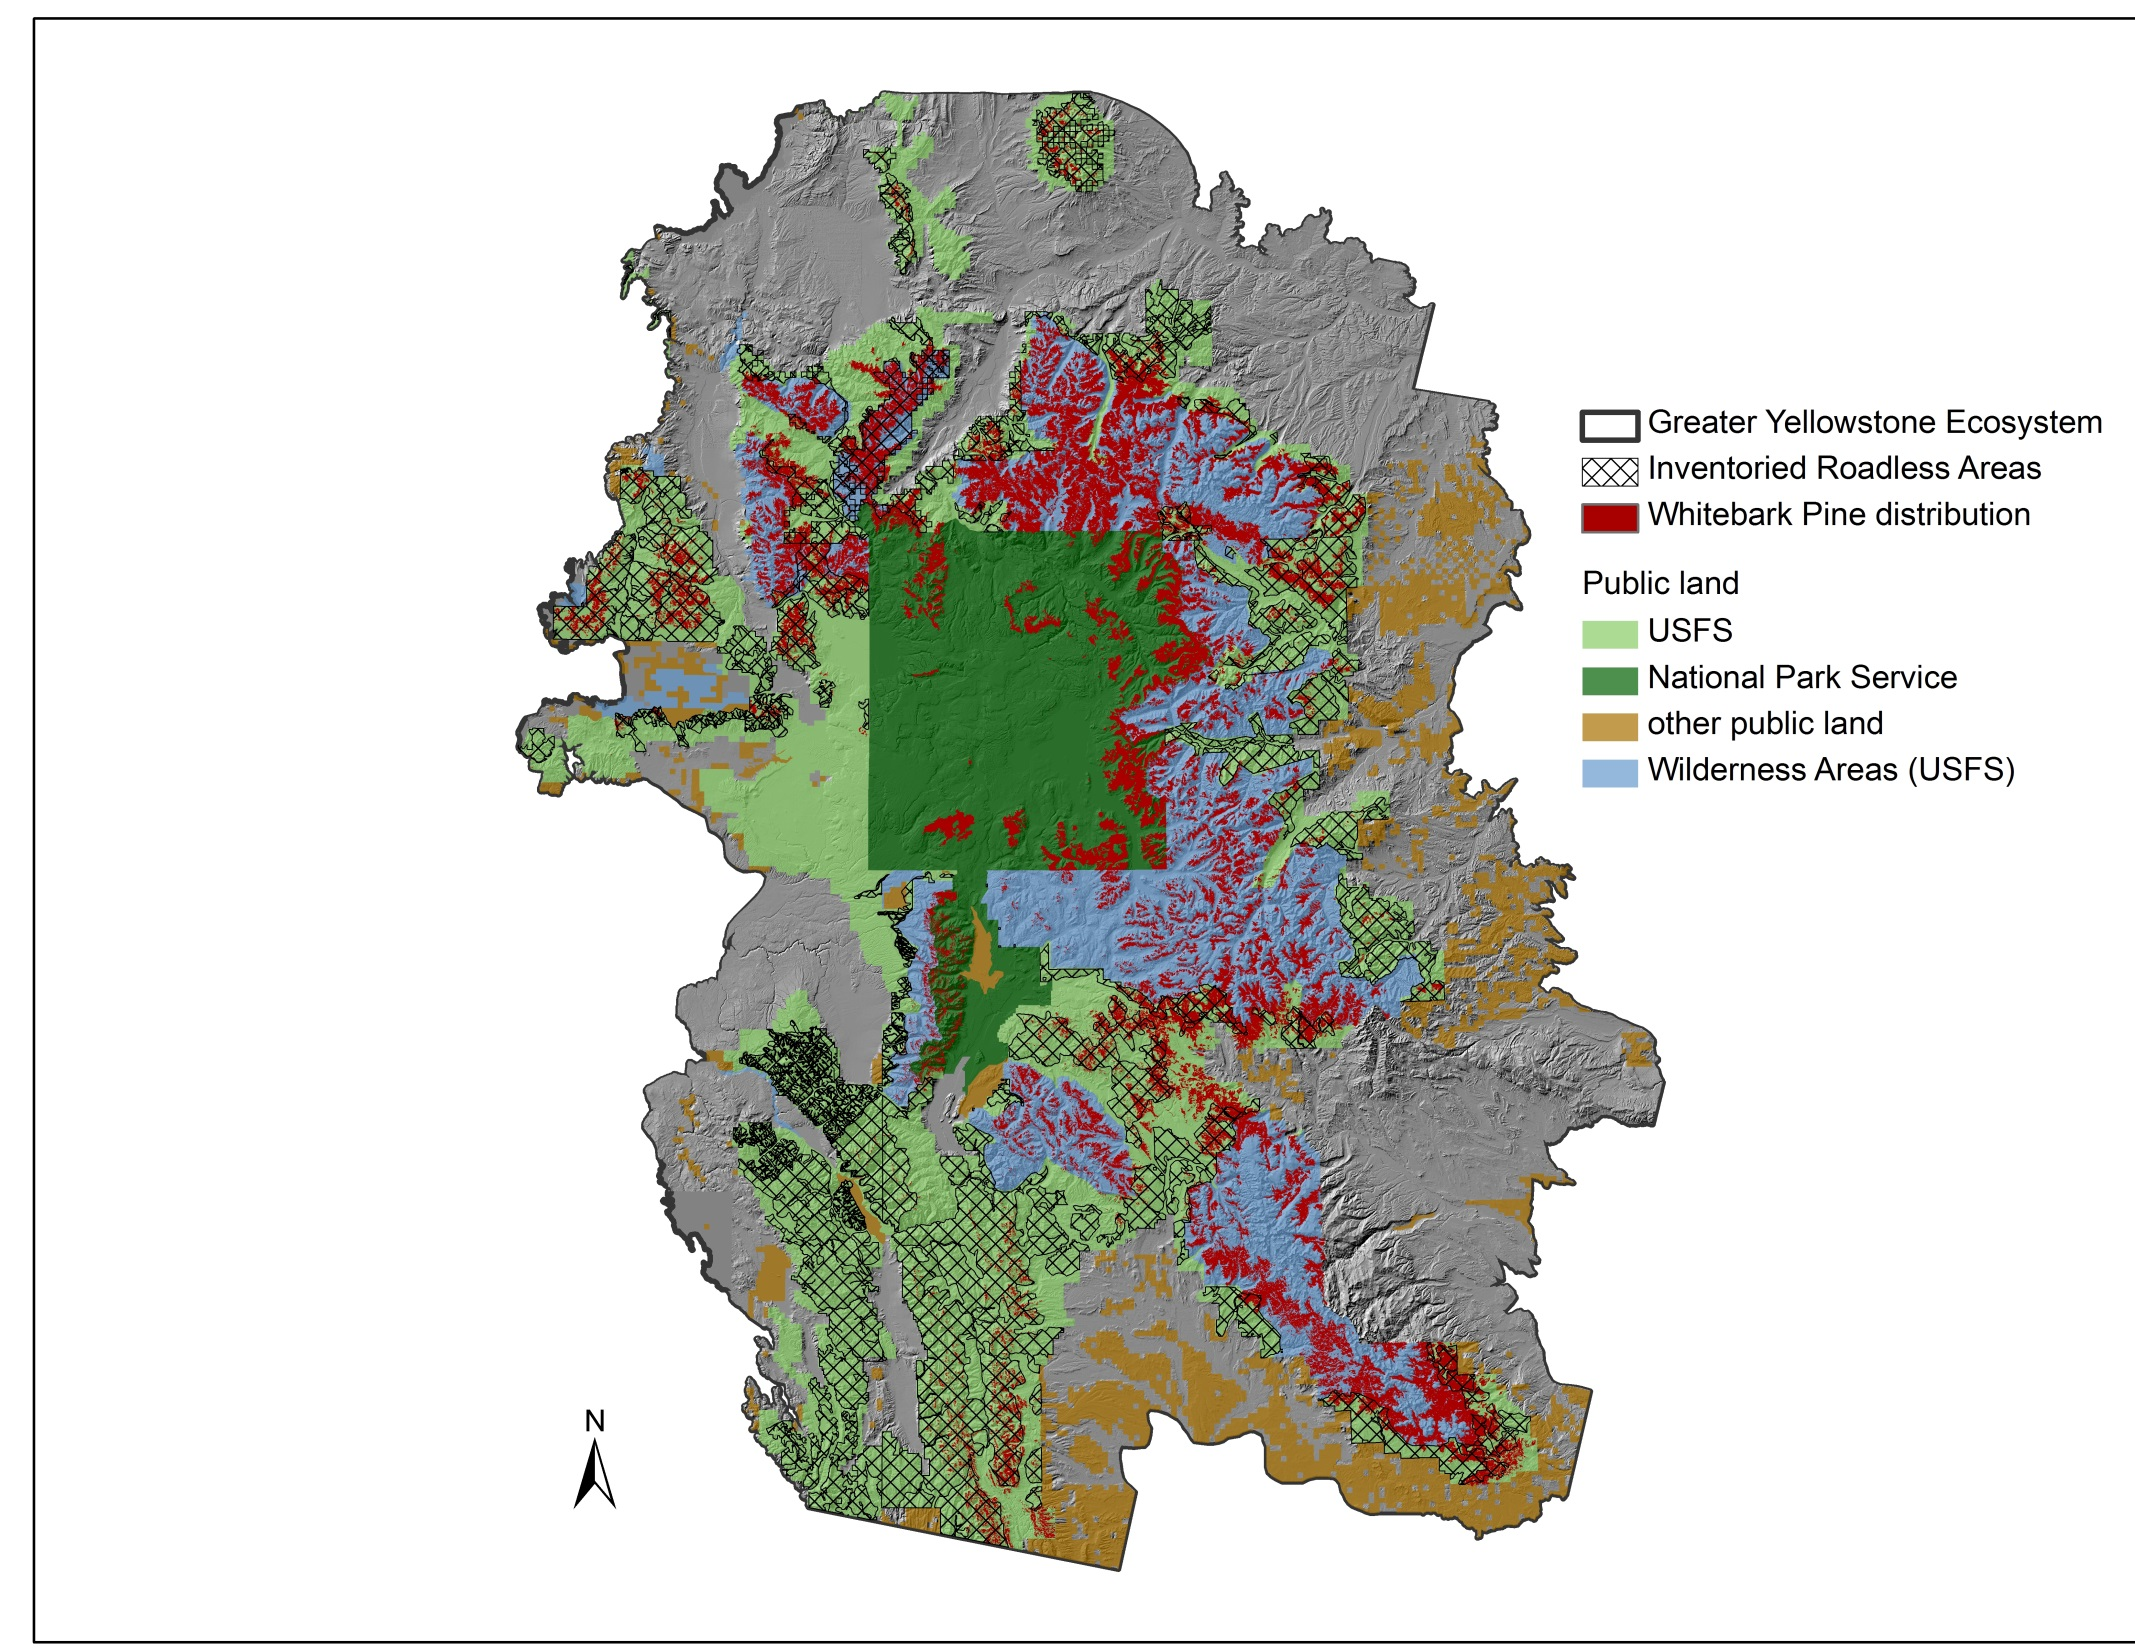 Greater Yellowstone Ecosystem
Inventoried Roadless Areas
Whitebark Pine distribution
Public land
USFS
National Park Service
other public land
Wilderness Areas (USFS)
N